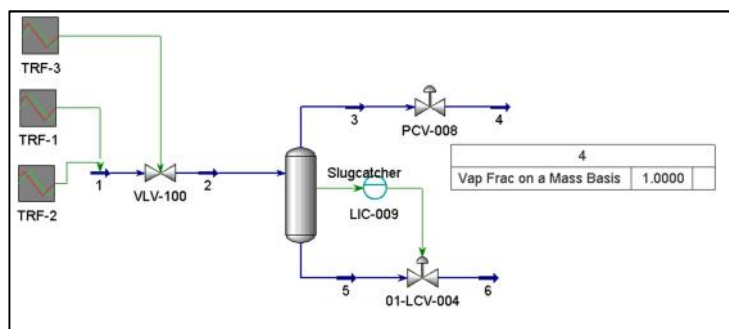 TRF-3
TRF-1
TRF-2
1
VLV-100
2
3
PCV-008
4
Slugcatcher
LIC-009
5
01-LCV-004
6
4
Vap Frac on a Mass Basis 1.0000